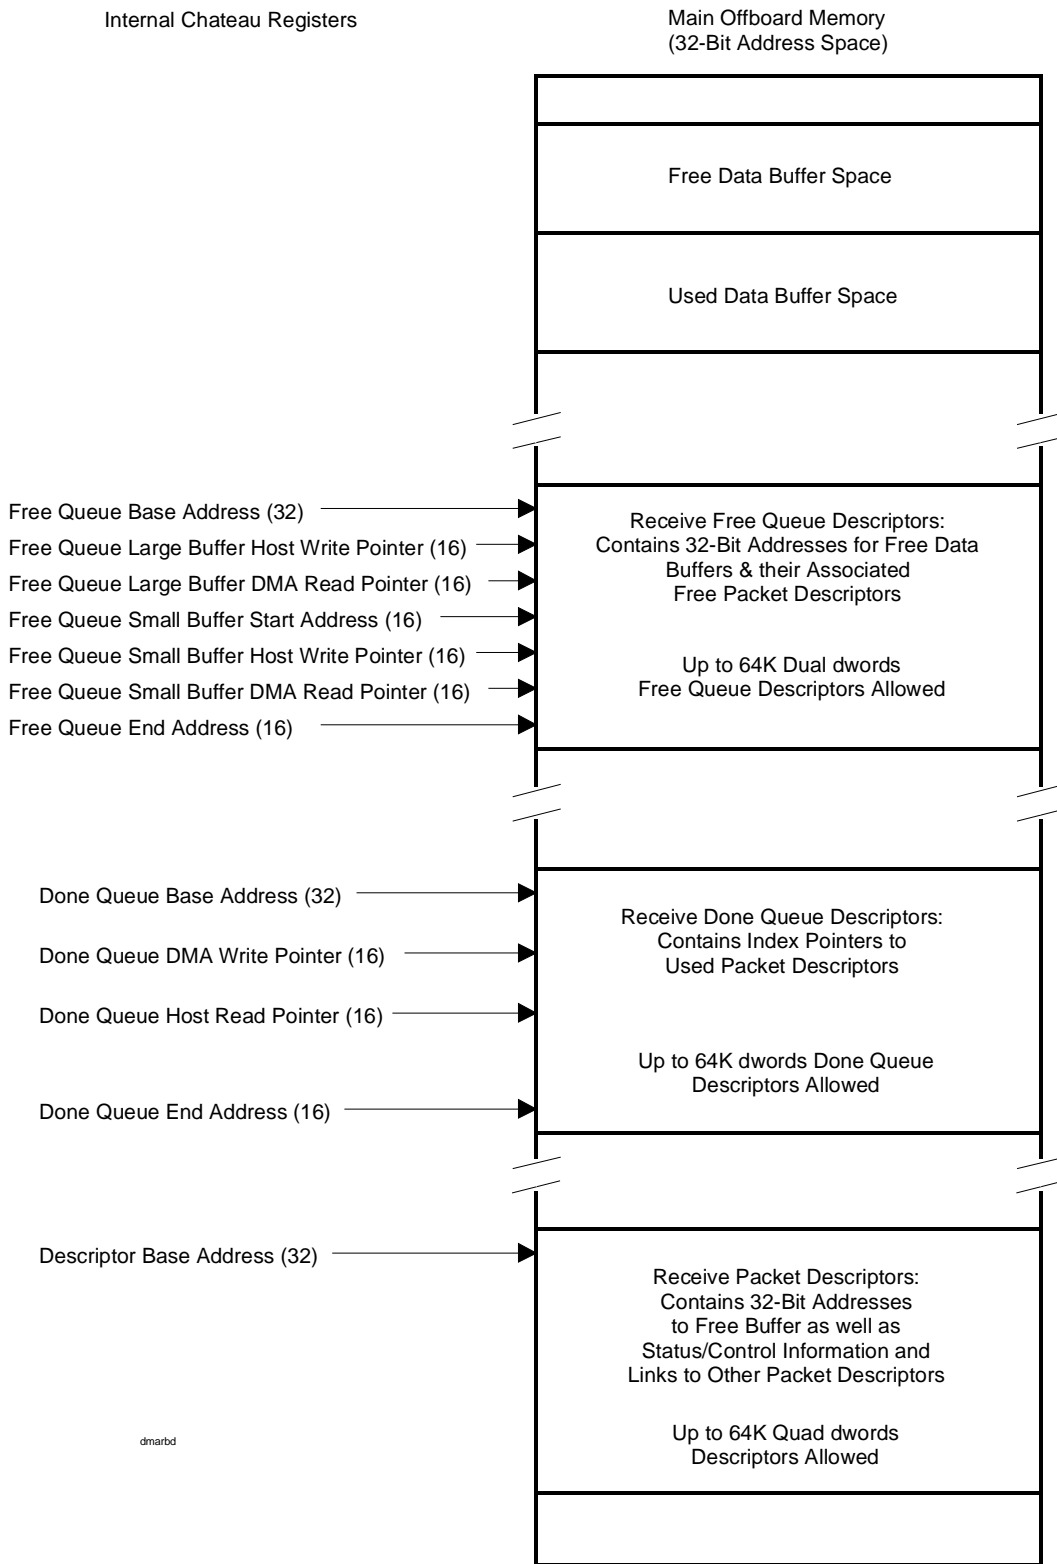 Internal Chateau Registers
Main Offboard Memory
(32-Bit Address Space)
Free Data Buffer Space
Used Data Buffer Space
Free Queue Base Address (32)
Free Queue Large Buffer Host Write Pointer (16)
Free Queue Large Buffer DMA Read Pointer (16)
Free Queue Small Buffer Start Address (16)
Free Queue Small Buffer Host Write Pointer (16)
Free Queue Small Buffer DMA Read Pointer (16)
Free Queue End Address (16)
Receive Free Queue Descriptors:
Contains 32-Bit Addresses for Free Data
Buffers & their Associated
Free Packet Descriptors
Up to 64K Dual dwords
Free Queue Descriptors Allowed
Done Queue Base Address (32)
Done Queue DMA Write Pointer (16)
Done Queue Host Read Pointer (16)
Done Queue End Address (16)
Receive Done Queue Descriptors:
Contains Index Pointers to
Used Packet Descriptors
Up to 64K dwords Done Queue
Descriptors Allowed
Descriptor Base Address (32)
Receive Packet Descriptors:
Contains 32-Bit Addresses
to Free Buffer as well as
Status/Control Information and
Links to Other Packet Descriptors
Up to 64K Quad dwords
Descriptors Allowed
dmarbd